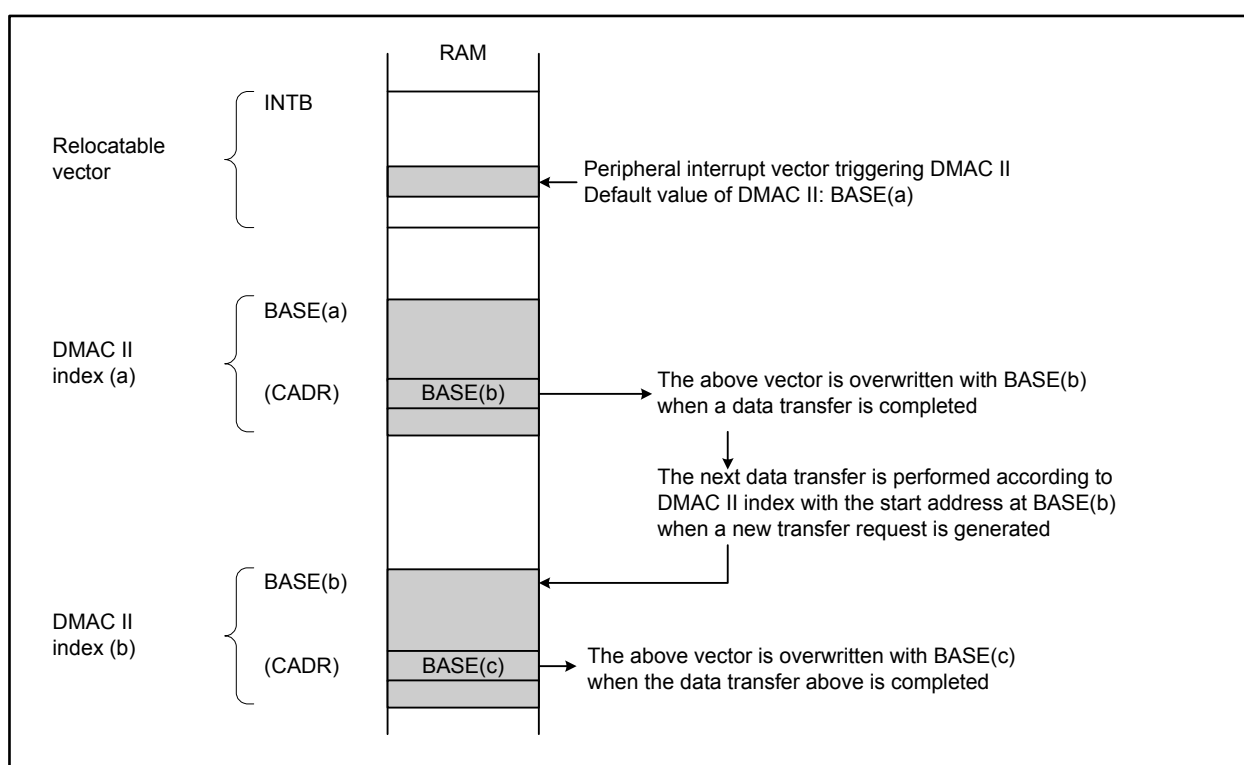 RAM
INTB
Relocatable
vector
Peripheral interrupt vector triggering DMAC II
Default value of DMAC II: BASE(a)
BASE(a)
DMAC II
index (a)
(CADR)
BASE(b)
The above vector is overwritten with BASE(b)
when a data transfer is completed
The next data transfer is performed according to
DMAC II index with the start address at BASE(b)
when a new transfer request is generated
BASE(b)
DMAC II
index (b)
(CADR)
BASE(c)
The above vector is overwritten with BASE(c)
when the data transfer above is completed